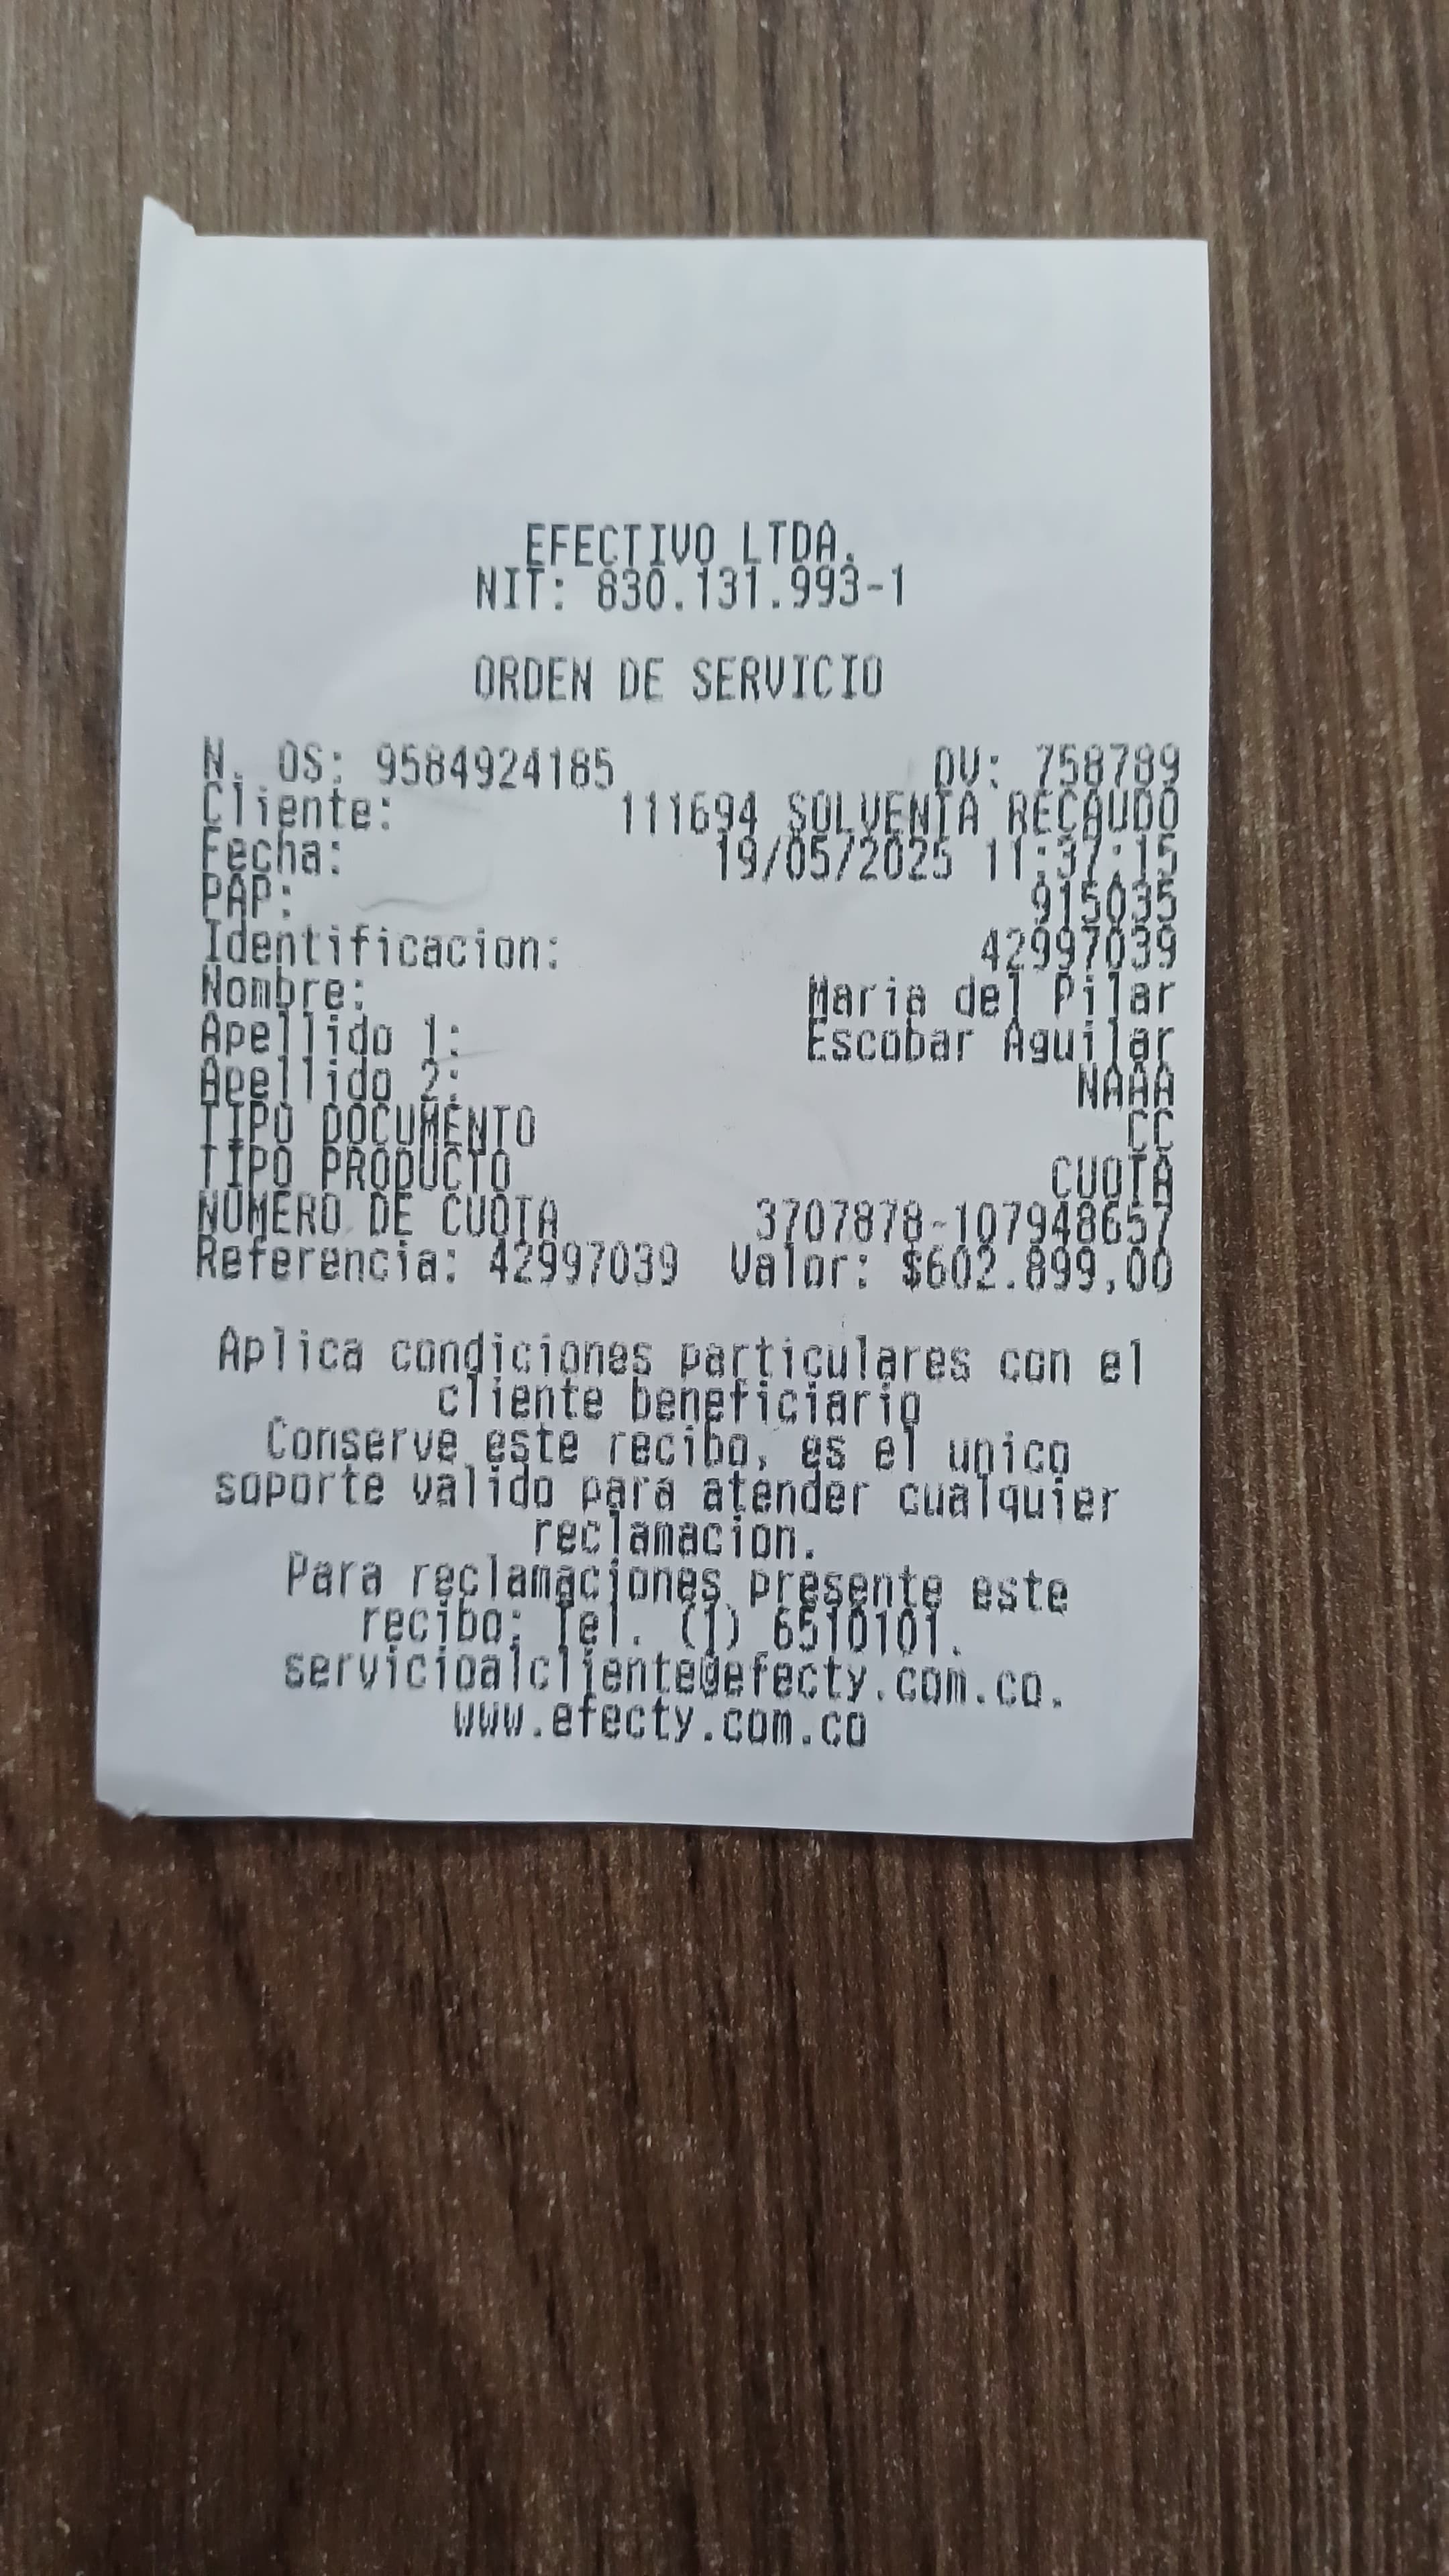 EFECTIVO LTDA.
NIT: 830.131.993-1
ORDEN DE SERVICIO
N. OS: 9584924185 DV: 758789
Cliente: 111694 SOLVENTA RECAUDO
Fecha: 19/05/2025 11:37:15
PAP: 915035
Identificacion: 42997039
Nombre: Maria del Pilar
Apellido 1: Escobar Aguilar
Apellido 2: NAAA
TIPO DOCUMENTO CC
TIPO PRODUCTO CUOTA
NUMERO DE CUOTA 3707878-107948657
Referencia: 42997039 Valor: $602.899,00
Aplica condiciones particulares con el
cliente beneficiario
Conserve este recibo, es el unico
soporte valido para atender cualquier
reclamacion.
Para reclamaciones presente este
recibo: Tel. (1) 6510101.
servicioalcliente@efecty.com.co.
www.efecty.com.co